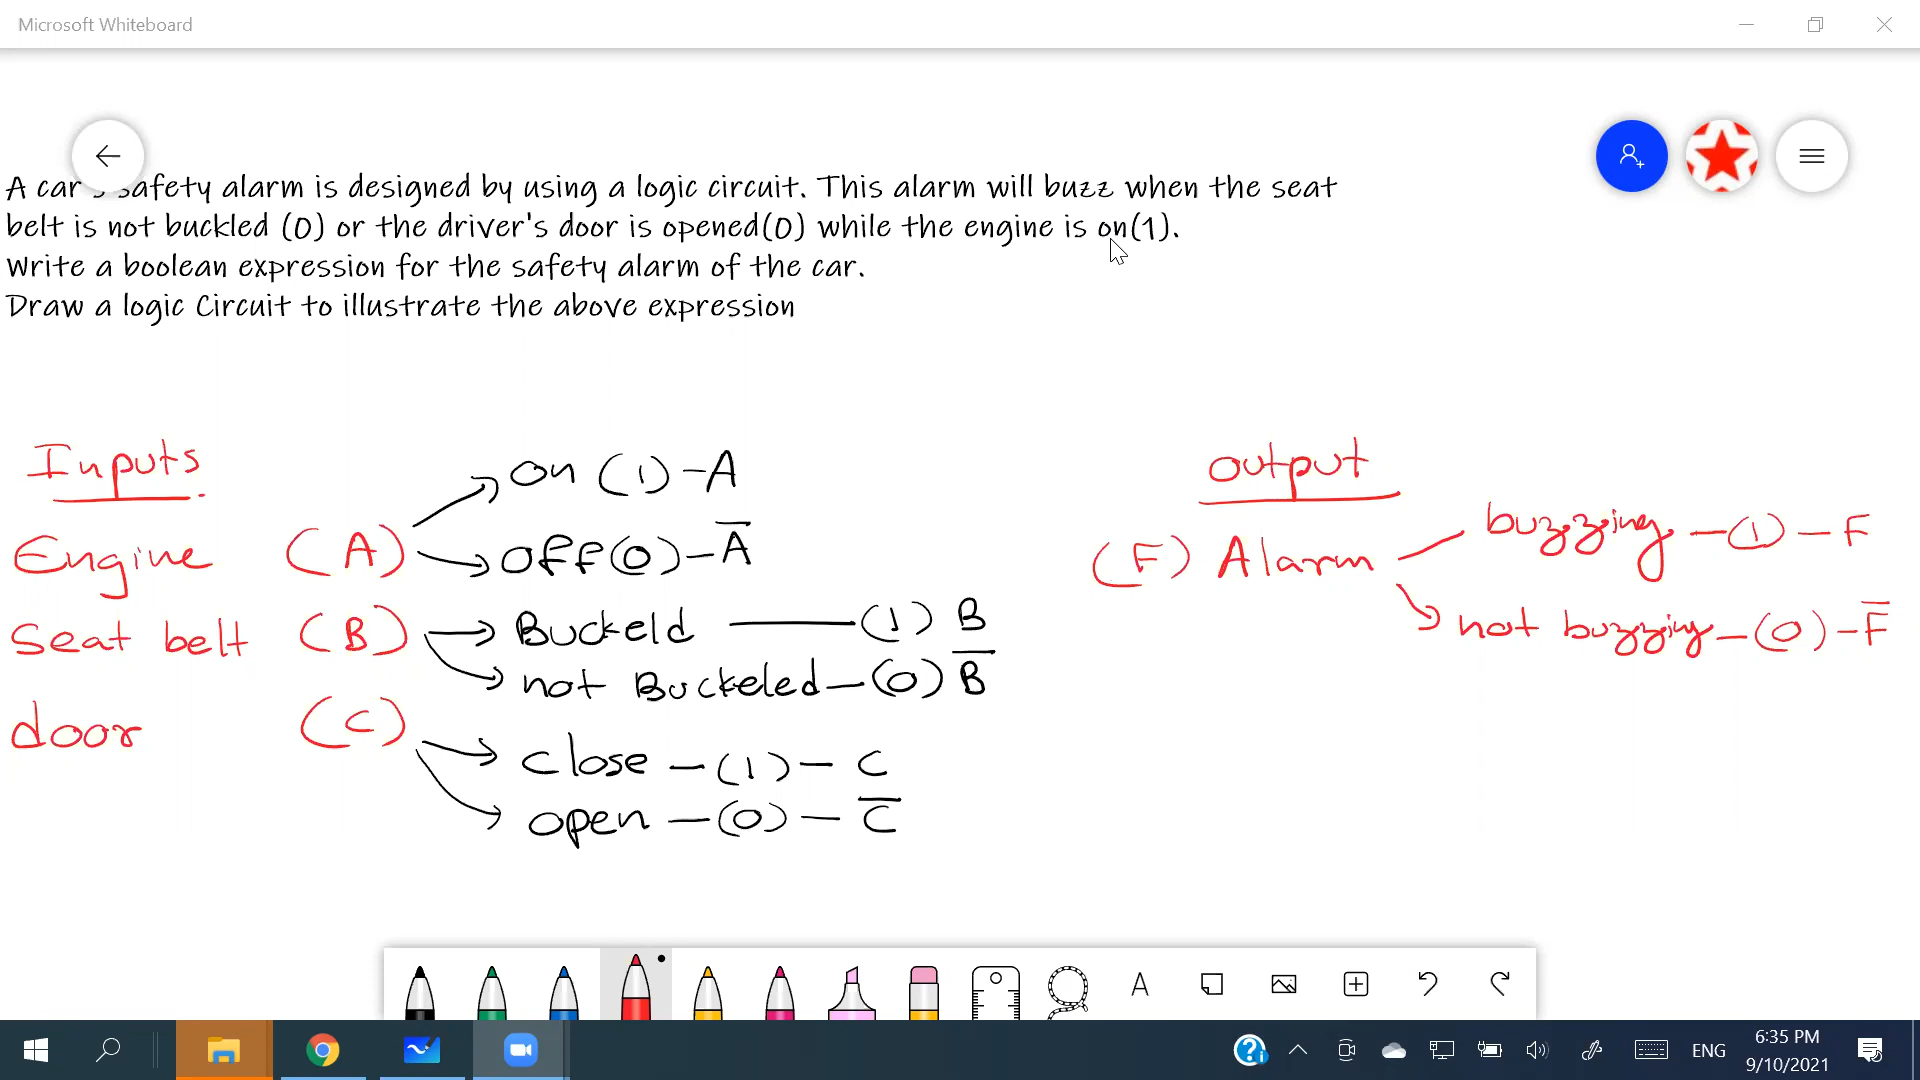 Microsoft Whiteboard
A car's safety alarm is designed by using a logic circuit. This alarm will buzz when the seat
belt is not buckled (0) or the driver's door is opened(0) while the engine is on(1).
Write a boolean expression for the safety alarm of the car.
Draw a logic Circuit to illustrate the above expression
Inputs
Engine (A)
on (1) - A
off(0) - A̅
Seat belt (B)
Buckeld — (1) B
not Buckeled — (0) B̅
door (C)
close - (1) - C
open - (0) - C̅
output
(F) Alarm
buzzing - (1) - F
not buzzing - (0) - F̅
A
ENG
6:35 PM
9/10/2021